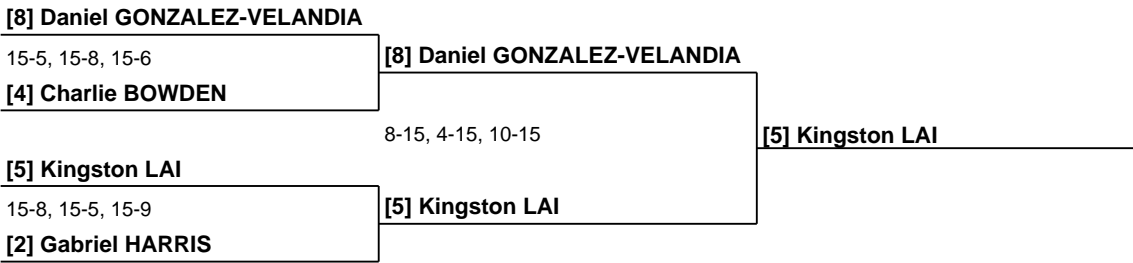 [8] Daniel GONZALEZ-VELANDIA
15-5, 15-8, 15-6
[8] Daniel GONZALEZ-VELANDIA
[4] Charlie BOWDEN
8-15, 4-15, 10-15
[5] Kingston LAI
[5] Kingston LAI
15-8, 15-5, 15-9
[5] Kingston LAI
[2] Gabriel HARRIS